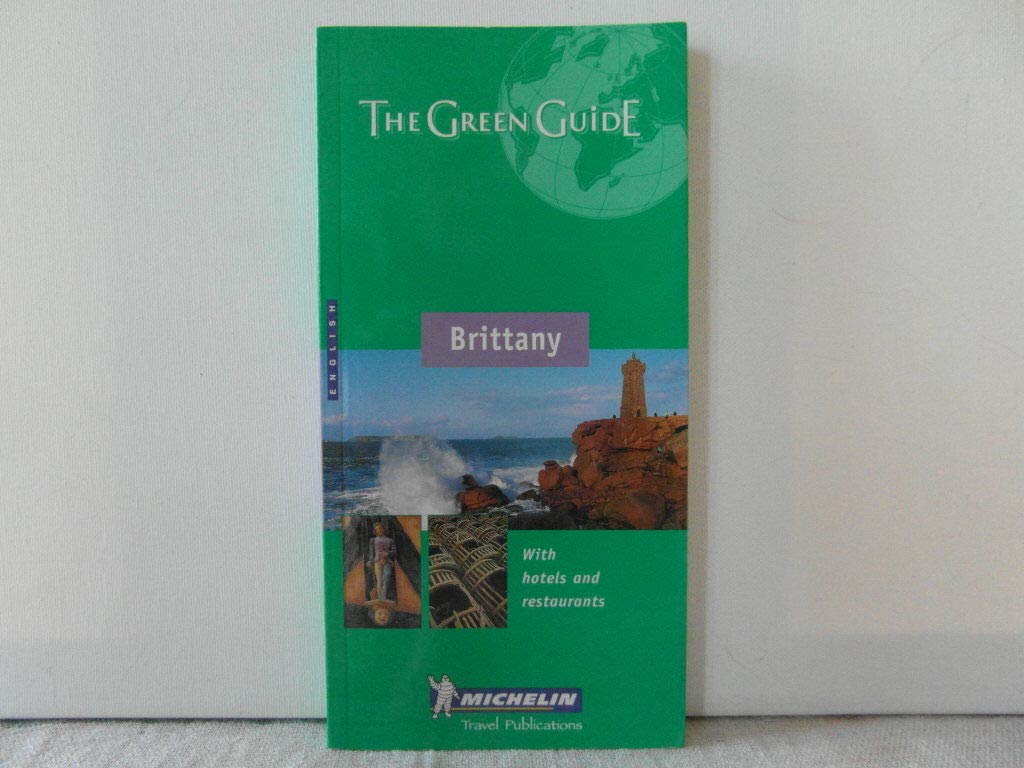 THE GREEN GUIDE
ENGLISH
Brittany
With
hotels and
restaurants
MICHELIN
Travel Publications